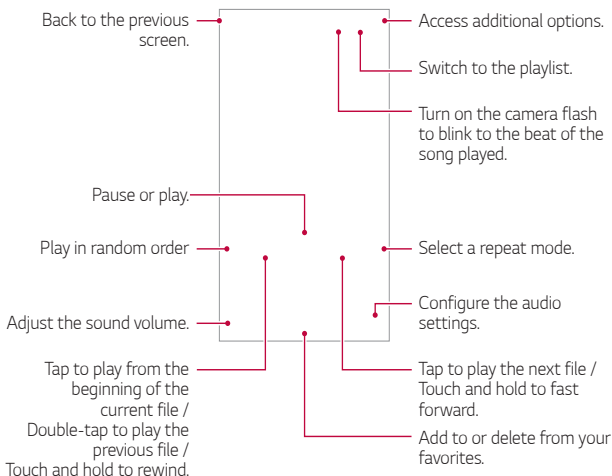 Back to the previous
screen.
Access additional options.
Switch to the playlist.
Turn on the camera flash
to blink to the beat of the
song played.
Pause or play.
Play in random order
Select a repeat mode.
Adjust the sound volume.
Configure the audio
settings.
Tap to play from the
beginning of the
current file /
Double-tap to play the
previous file /
Touch and hold to rewind.
Tap to play the next file /
Touch and hold to fast
forward.
Add to or delete from your
favorites.